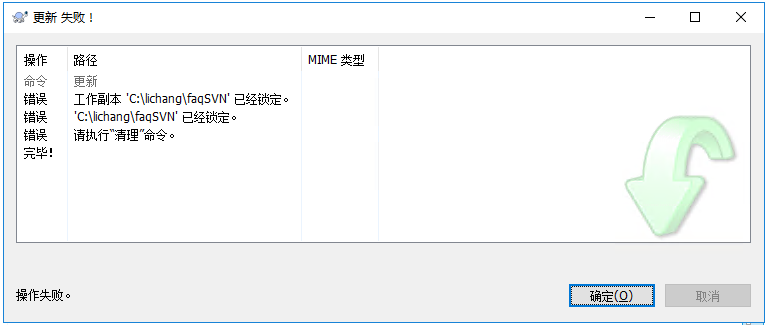 更新 失败！
操作 路径 MIME 类型
命令 更新
错误 工作副本 'C:\lichang\faqSVN' 已经锁定。
错误 'C:\lichang\faqSVN' 已经锁定。
错误 请执行“清理”命令。
完毕!
操作失败。 确定(O) 取消